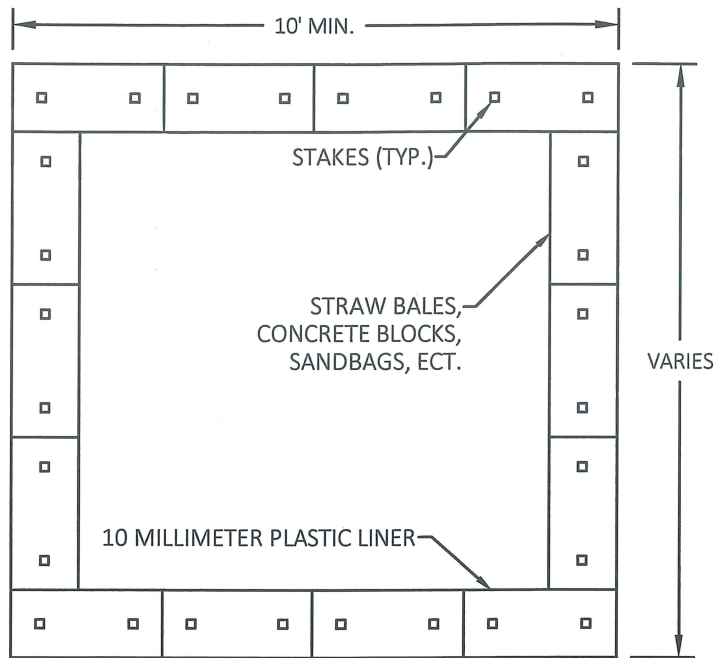 10' MIN.
STAKES (TYP.)
STRAW BALES,
CONCRETE BLOCKS,
SANDBAGS, ECT.
VARIES
10 MILLIMETER PLASTIC LINER